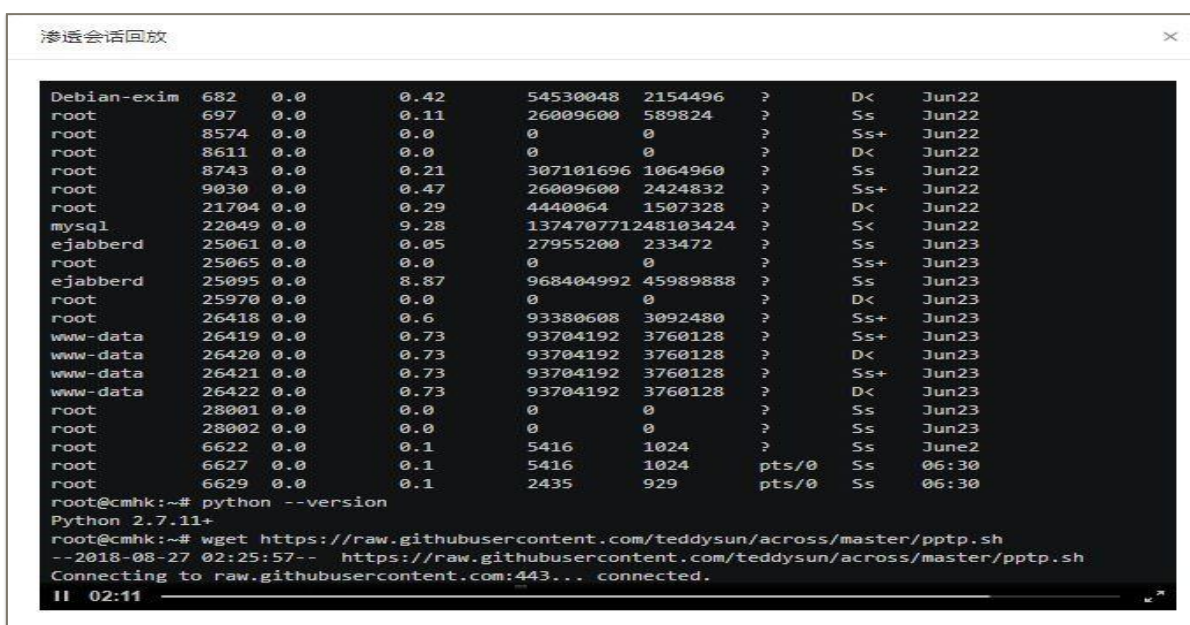 渗透会话回放
Debian-exim 682 0.0 0.42 54530048 2154496 ? D< Jun22
root 697 0.0 0.11 26009600 589824 ? Ss Jun22
root 8574 0.0 0.0 0 0 ? Ss+ Jun22
root 8611 0.0 0.0 0 0 ? D< Jun22
root 8743 0.0 0.21 307101696 1064960 ? Ss Jun22
root 9030 0.0 0.47 26009600 2424832 ? Ss+ Jun22
root 21704 0.0 0.29 4440064 1507328 ? D< Jun22
mysql 22049 0.0 9.28 137470771248103424 ? S< Jun22
ejabberd 25061 0.0 0.05 27955200 233472 ? Ss Jun23
root 25065 0.0 0.0 0 0 ? Ss+ Jun23
ejabberd 25095 0.0 8.87 968404992 45989888 ? Ss Jun23
root 25970 0.0 0.0 0 0 ? D< Jun23
root 26418 0.0 0.6 93380608 3092480 ? Ss+ Jun23
www-data 26419 0.0 0.73 93704192 3760128 ? Ss+ Jun23
www-data 26420 0.0 0.73 93704192 3760128 ? D< Jun23
www-data 26421 0.0 0.73 93704192 3760128 ? Ss+ Jun23
www-data 26422 0.0 0.73 93704192 3760128 ? D< Jun23
root 28001 0.0 0.0 0 0 ? Ss Jun23
root 28002 0.0 0.0 0 0 ? Ss Jun23
root 6622 0.0 0.1 5416 1024 ? Ss June2
root 6627 0.0 0.1 5416 1024 pts/0 Ss 06:30
root 6629 0.0 0.1 2435 929 pts/0 Ss 06:30
root@cmhk:~# python --version
Python 2.7.11+
root@cmhk:~# wget https://raw.githubusercontent.com/teddysun/across/master/pptp.sh
--2018-08-27 02:25:57-- https://raw.githubusercontent.com/teddysun/across/master/pptp.sh
Connecting to raw.githubusercontent.com:443... connected.
02:11